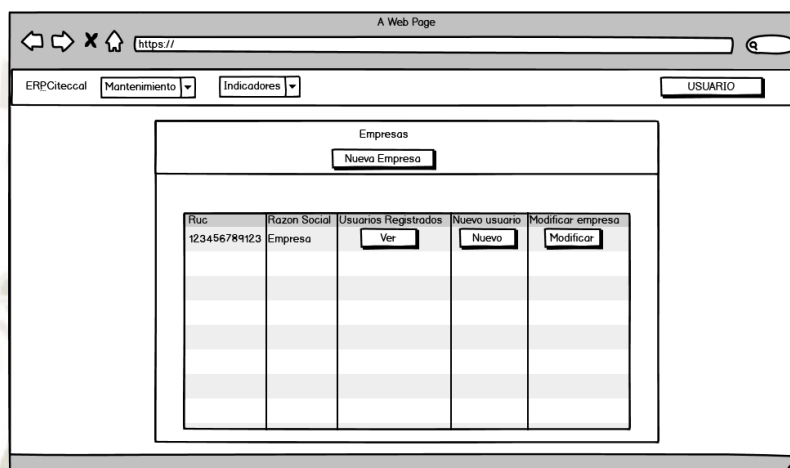 A Web Page
https://
ERPCiteccal Mantenimiento Indicadores USUARIO
Empresas
Nueva Empresa
Ruc Razon Social Usuarios Registrados Nuevo usuario Modificar empresa
123456789123 Empresa Ver Nuevo Modificar